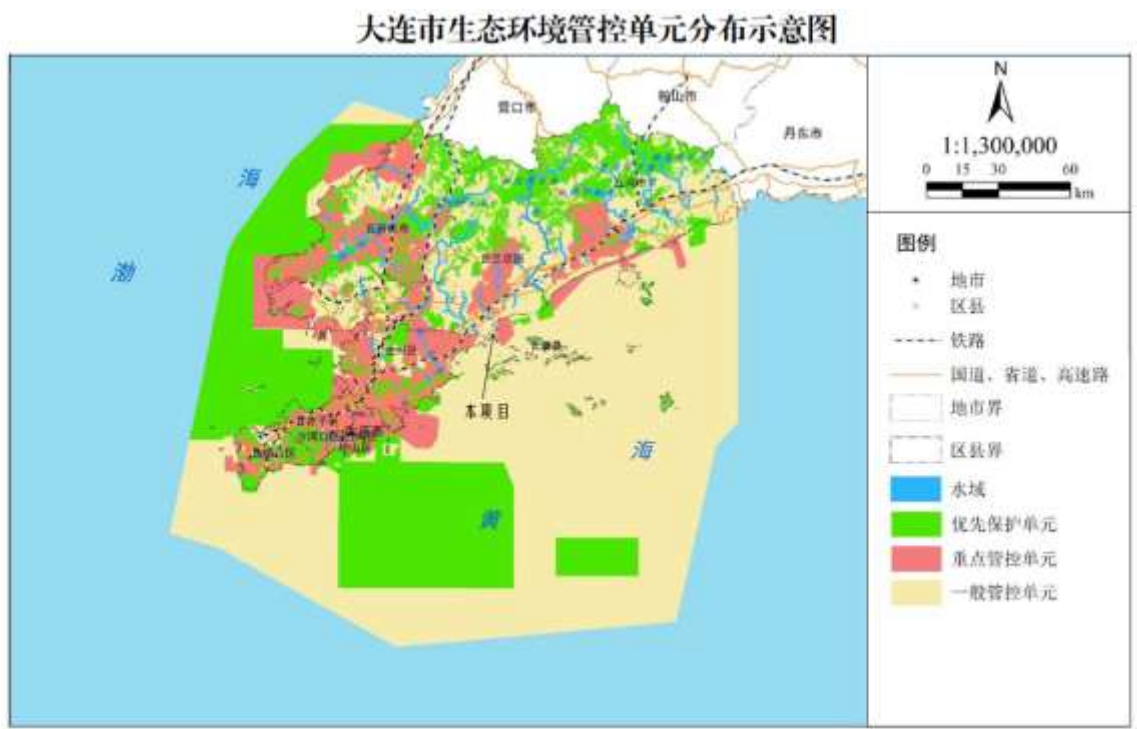 大连市生态环境管控单元分布示意图
营口市
鞍山市
丹东市
海
渤
本项目
海
黄
N
1:1,300,000
0 15 30 60
km
图例
地市
区县
铁路
国道、省道、高速路
地市界
区县界
水域
优先保护单元
重点管控单元
一般管控单元